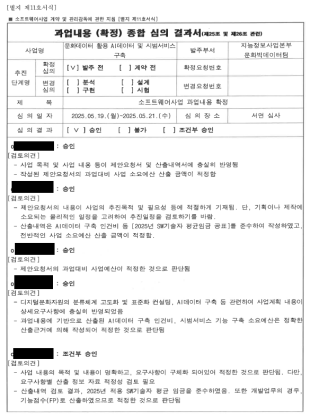 [별지 제11호서식]
■ 소프트웨어사업 계약 및 관리감독에 관한 지침 [별지 제11호서식]
과업내용 (확정) 종합 심의 결과서(제25조 및 제26조 관련)
사업명
문화데이터 활용 AI데이터 및 시범서비스 구축
발주부서
지능정보사업본부
문화빅데이터팀
추진
단계명
확정
심의
[√] 발주 전 [ ] 계약 전
확정요청번호
변경
심의
[ ] 분석 [ ] 설계
[ ] 구현 [ ] 시험
변경요청번호
제 목
소프트웨어사업 과업내용 확정
심 의 일 자
2025.05.19.(월)-2025.05.21.(수)
심 의 장 소
서면 심사
심 의 결 과
[√] 승인 [ ] 불가 [ ] 조건부 승인
: 승인
[검토의견]
- 사업 목적 및 사업 내용 등이 제안요청서 및 산출내역서에 충실히 반영됨
- 작성된 제안요청서의 과업대비 사업 소요예산 산출 금액이 적정함
: 승인
[검토의견]
- 제안요청서의 내용이 사업의 추진목적 및 필요성 등에 적절하게 기재됨. 단, 기획이나 제작에
소요되는 물리적인 일정을 고려하여 추진일정을 검토하기를 바람.
- 산출내역은 AI데이터 구축 인건비 등 [2025년 SW기술자 평균임금 공표]를 준수하여 작성하였고,
전반적인 사업 소요예산 산출 금액이 적정함.
: 승인
[검토의견]
- 제안요청서의 과업대비 사업예산이 적정한 것으로 판단됨
: 승인
[검토의견]
- 디지털문화자원의 분류체계 고도화 및 표준화 컨설팅, AI데이터 구축 등 관련하여 사업계획 내용이
상세요구사항에 충실히 반영되었음
- 과업내용에 기반으로 산출된 AI데이터 구축 인건비, 시범서비스 기능 구축 소요예산은 정확한
산출근거에 의해 작성되어 적정한 것으로 판단됨
: 조건부 승인
[검토의견]
- 사업 내용의 목적 및 내용이 명확하고, 요구사항이 구체화 되어있어 적정한 것으로 판단됨. 다만,
요구사항별 산출 정보 자료 적정성 검토 필요
- 산출내역 검토 결과, 2025년 적용 SW기술자 평균 임금을 준수하였음. 또한 개발업무의 경우,
기능점수(FP)로 산출하였으므로 적정한 것으로 판단됨.